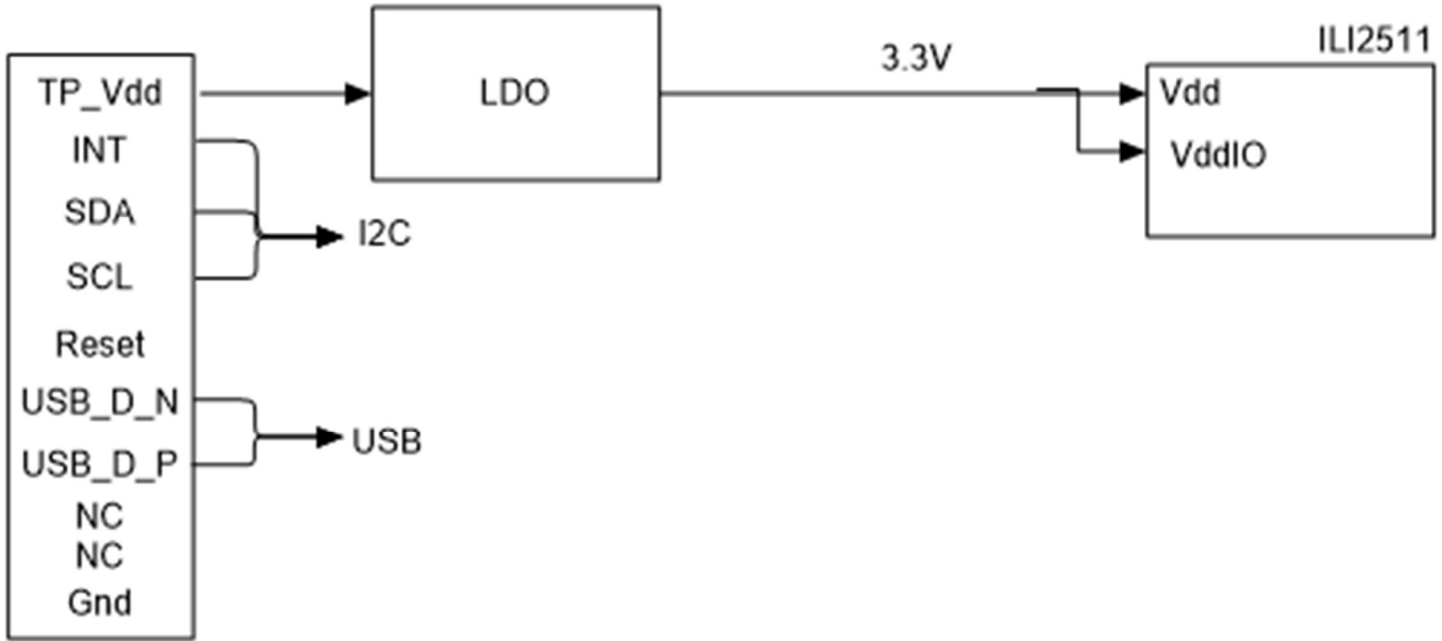 TP_Vdd
INT
SDA
SCL
Reset
USB_D_N
USB_D_P
NC
NC
Gnd
LDO
I2C
USB
3.3V
ILI2511
Vdd
VddIO